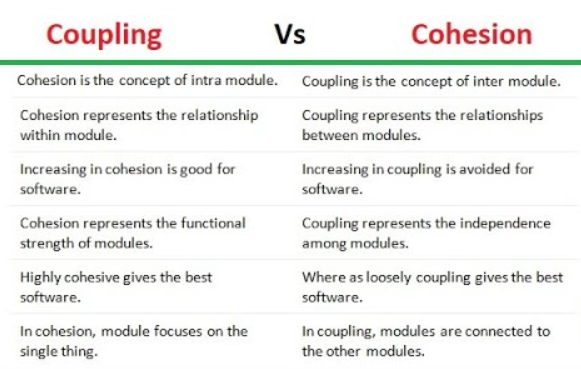 Coupling Vs Cohesion
Cohesion is the concept of intra module. Coupling is the concept of inter module.
Cohesion represents the relationship
within module.
Coupling represents the relationships
between modules.
Increasing in cohesion is good for
software.
Increasing in coupling is avoided for
software.
Cohesion represents the functional
strength of modules.
Coupling represents the independence
among modules.
Highly cohesive gives the best
software.
Where as loosely coupling gives the best
software.
In cohesion, module focuses on the
single thing.
In coupling, modules are connected to
the other modules.